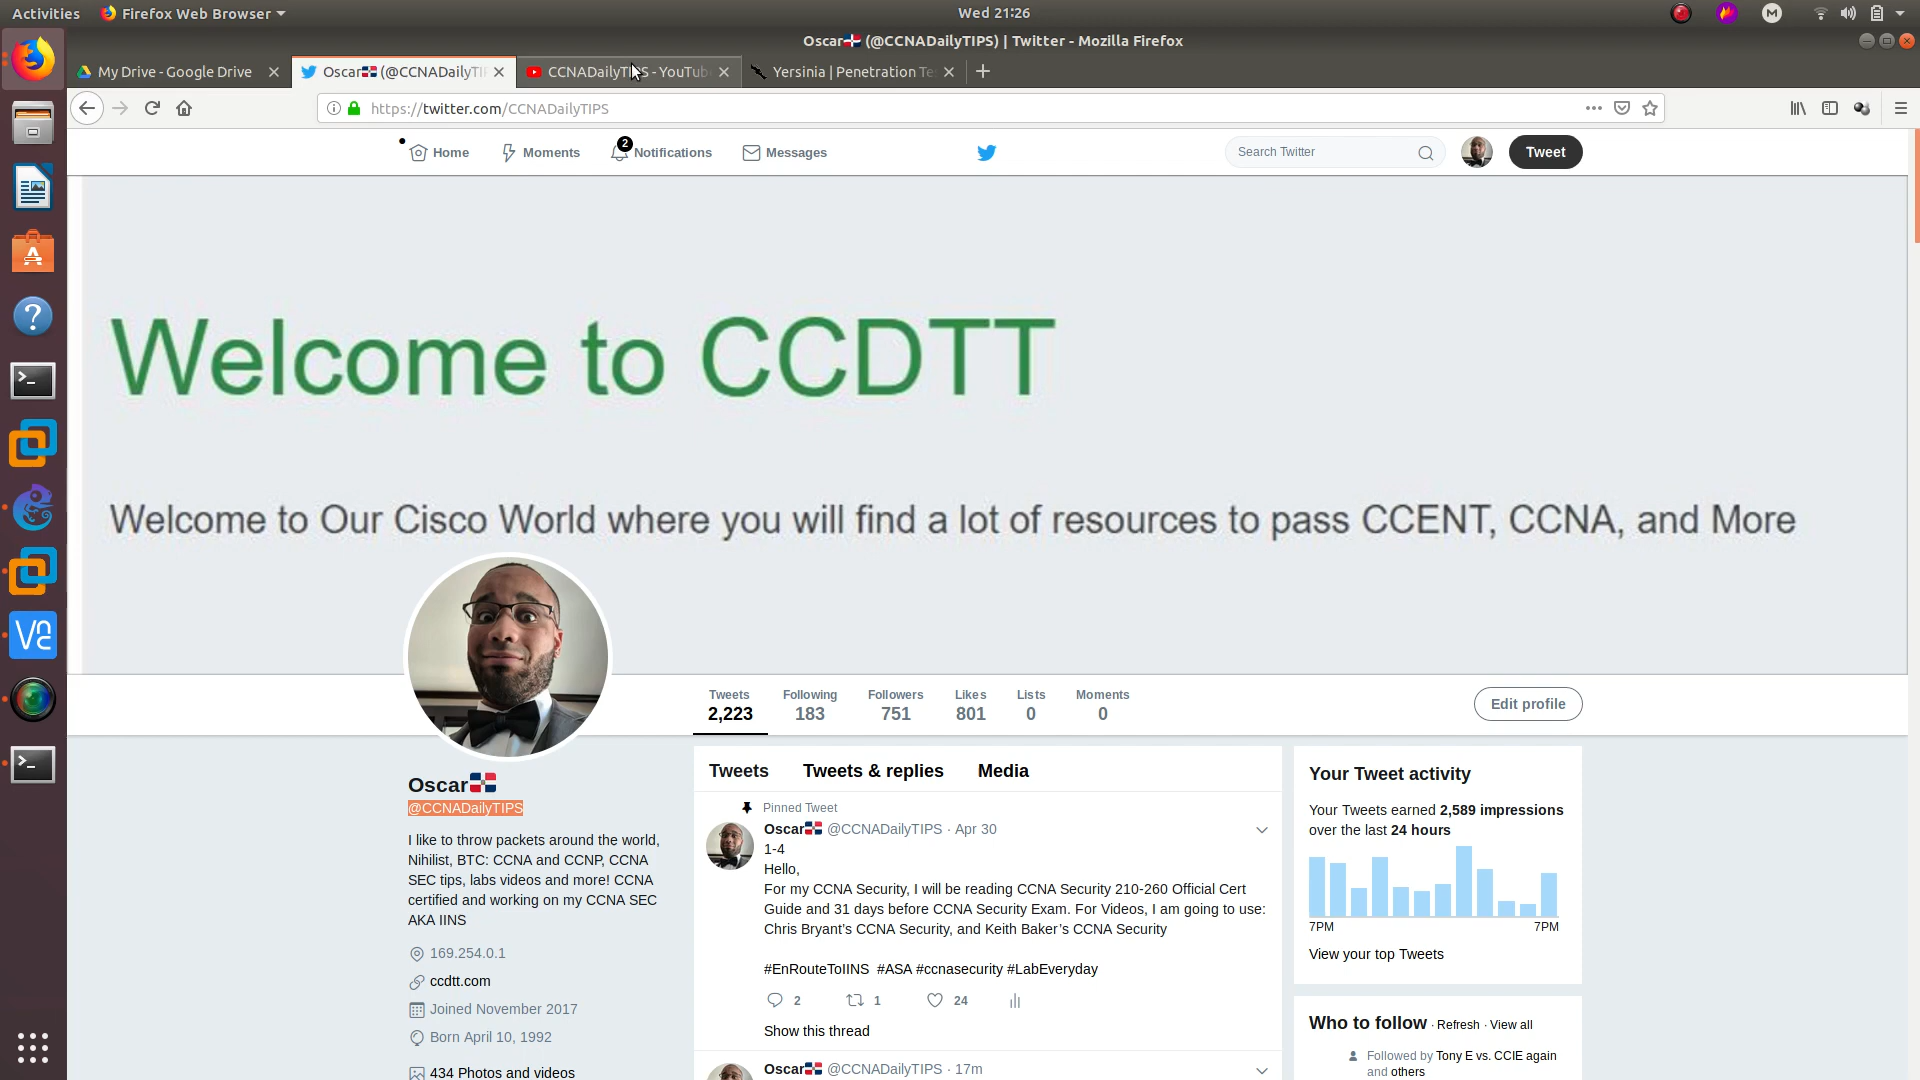 Activities
Firefox Web Browser
Wed 21:26
Oscar🇩🇴 (@CCNADailyTIPS) | Twitter - Mozilla Firefox
My Drive - Google Drive
Oscar🇩🇴 (@CCNADailyTIP
CCNADailyTIPS - YouTub
Yersinia | Penetration Te
https://twitter.com/CCNADailyTIPS
Home
Moments
2
Notifications
Messages
Search Twitter
Tweet
Welcome to CCDTT
Welcome to Our Cisco World where you will find a lot of resources to pass CCENT, CCNA, and More
Tweets Following Followers Likes Lists Moments
2,223 183 751 801 0 0
Edit profile
Oscar🇩🇴
@CCNADailyTIPS
I like to throw packets around the world,
Nihilist, BTC: CCNA and CCNP, CCNA
SEC tips, labs videos and more! CCNA
certified and working on my CCNA SEC
AKA IINS
169.254.0.1
ccdtt.com
Joined November 2017
Born April 10, 1992
434 Photos and videos
Tweets Tweets & replies Media
Pinned Tweet
Oscar🇩🇴 @CCNADailyTIPS · Apr 30
1-4
Hello,
For my CCNA Security, I will be reading CCNA Security 210-260 Official Cert
Guide and 31 days before CCNA Security Exam. For Videos, I am going to use:
Chris Bryant's CCNA Security, and Keith Baker's CCNA Security
#EnRouteToIINS #ASA #ccnasecurity #LabEveryday
2 1 24
Show this thread
Oscar🇩🇴 @CCNADailyTIPS · 17m
Your Tweet activity
Your Tweets earned 2,589 impressions
over the last 24 hours
7PM 7PM
View your top Tweets
Who to follow · Refresh · View all
Followed by Tony E vs. CCIE again
and others